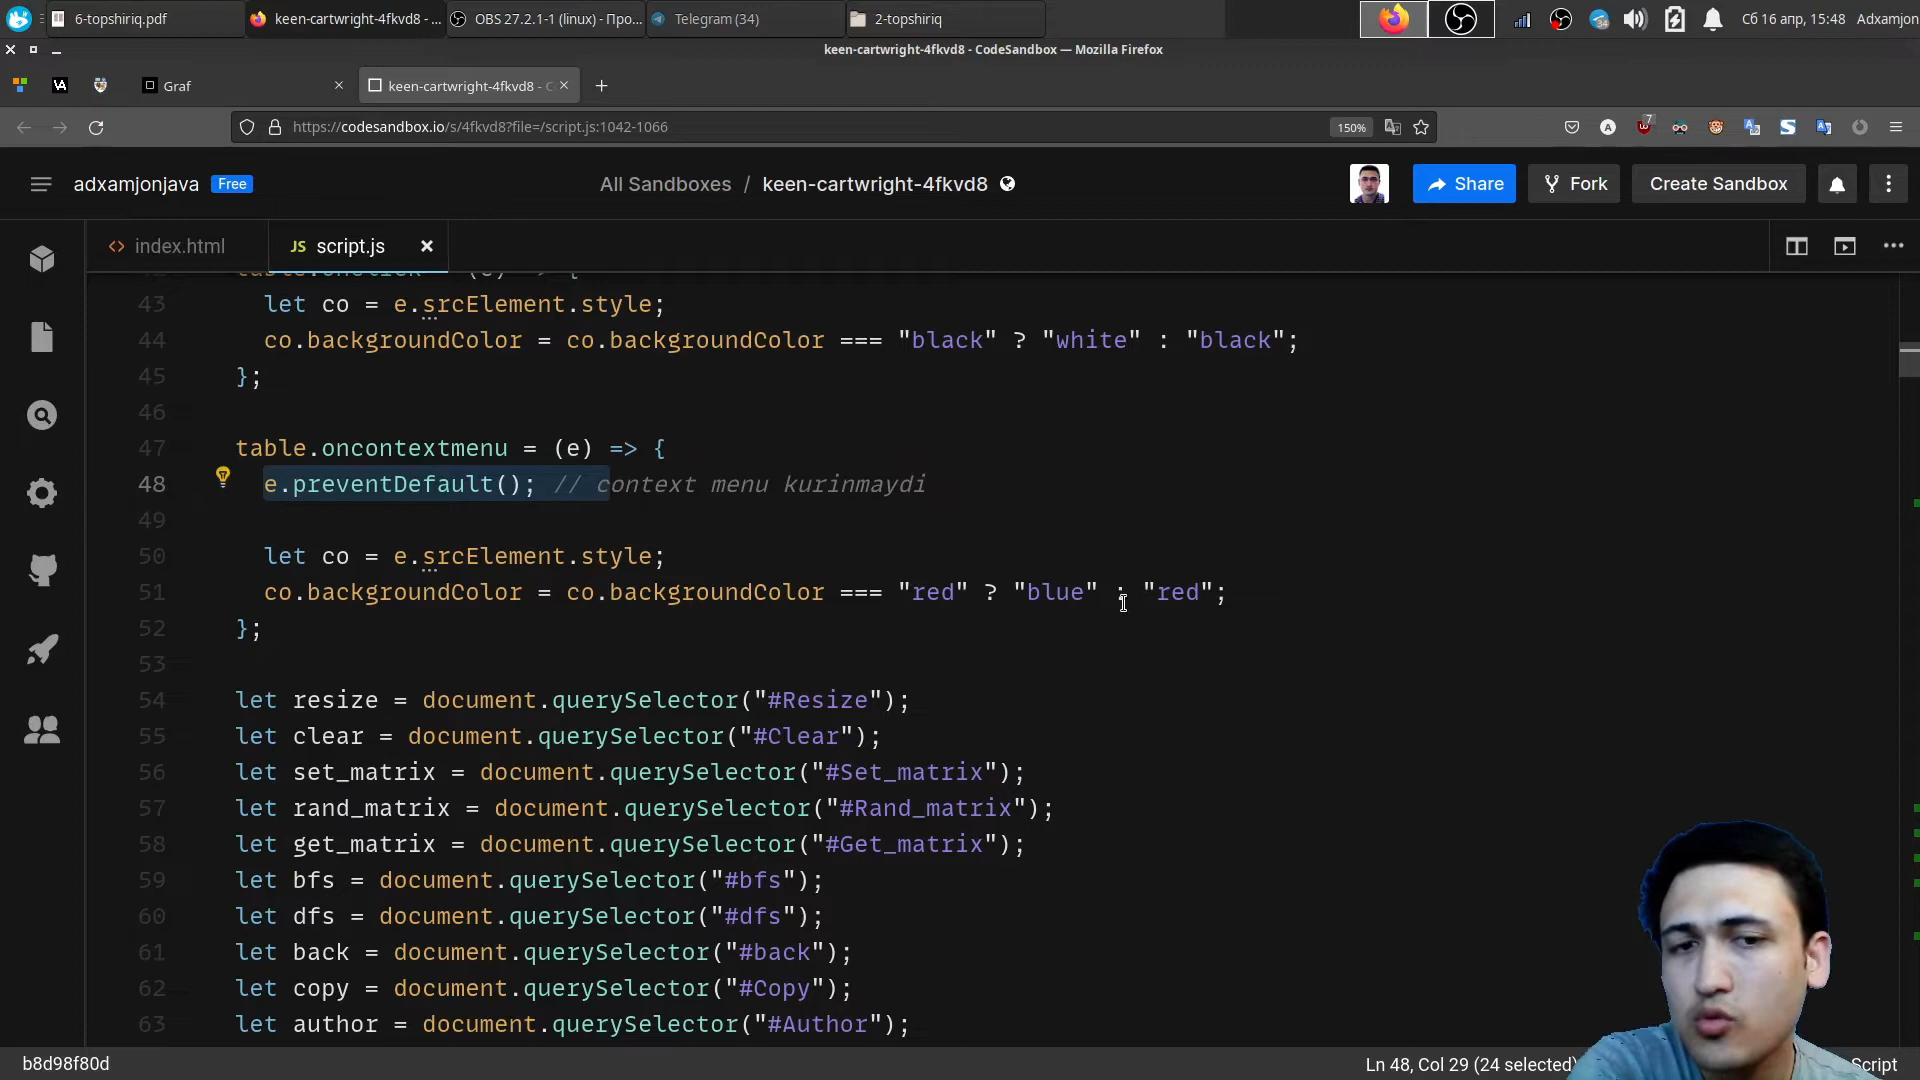 6-topshiriq.pdf
keen-cartwright-4fkvd8 - ...
OBS 27.2.1-1 (linux) - Про...
Telegram (34)
2-topshiriq
34
Сб 16 апр, 15:48
Adxamjon
keen-cartwright-4fkvd8 - CodeSandbox — Mozilla Firefox
VA
Graf
keen-cartwright-4fkvd8 - C
https://codesandbox.io/s/4fkvd8?file=/script.js:1042-1066
150%
7
adxamjonjava
Free
All Sandboxes / keen-cartwright-4fkvd8
Share
Fork
Create Sandbox
<> index.html
JS script.js
43 let co = e.srcElement.style;
44 co.backgroundColor = co.backgroundColor === "black" ? "white" : "black";
45 };
46
47 table.oncontextmenu = (e) => {
48 e.preventDefault(); // context menu kurinmaydi
49
50 let co = e.srcElement.style;
51 co.backgroundColor = co.backgroundColor === "red" ? "blue" : "red";
52 };
53
54 let resize = document.querySelector("#Resize");
55 let clear = document.querySelector("#Clear");
56 let set_matrix = document.querySelector("#Set_matrix");
57 let rand_matrix = document.querySelector("#Rand_matrix");
58 let get_matrix = document.querySelector("#Get_matrix");
59 let bfs = document.querySelector("#bfs");
60 let dfs = document.querySelector("#dfs");
61 let back = document.querySelector("#back");
62 let copy = document.querySelector("#Copy");
63 let author = document.querySelector("#Author");
b8d98f80d
Ln 48, Col 29 (24 selected)
Script